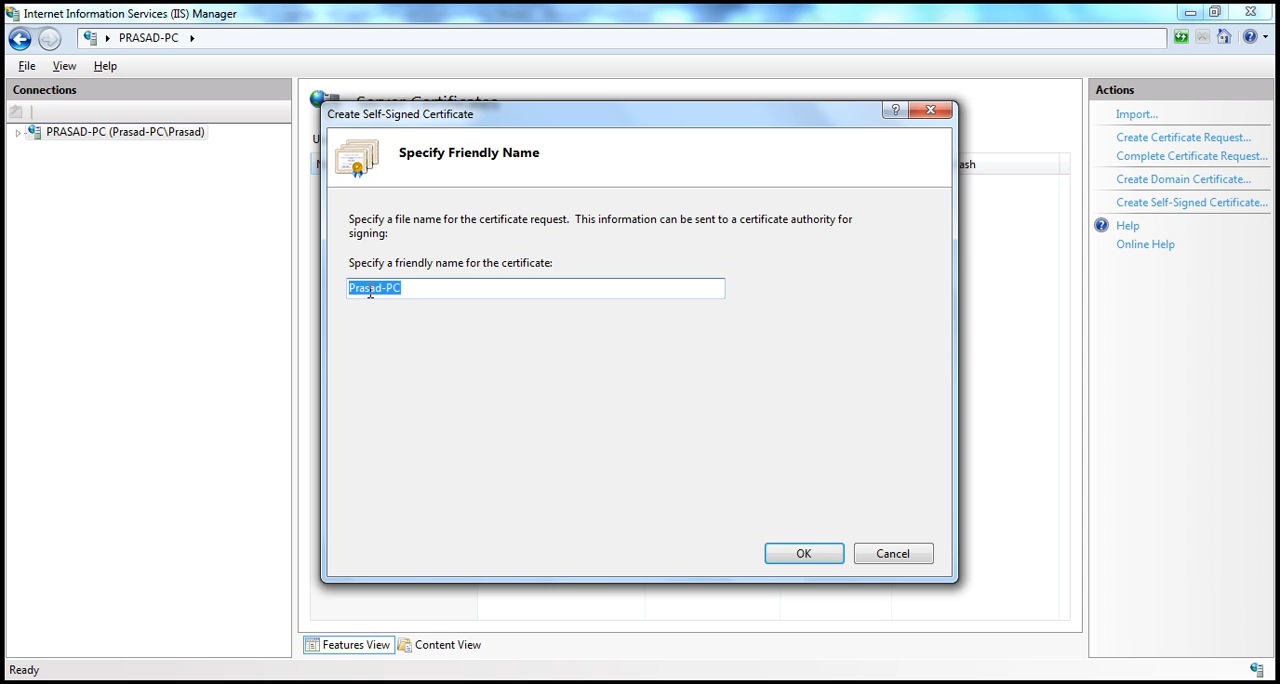 Internet Information Services (IIS) Manager
PRASAD-PC
File View Help
Connections
PRASAD-PC (Prasad-PC\Prasad)
Server Certificates
Create Self-Signed Certificate
Specify Friendly Name
Specify a file name for the certificate request. This information can be sent to a certificate authority for
signing:
Specify a friendly name for the certificate:
Prasad-PC
OK Cancel
Features View Content View
Actions
Import...
Create Certificate Request...
Complete Certificate Request...
Create Domain Certificate...
Create Self-Signed Certificate...
Help
Online Help
Ready